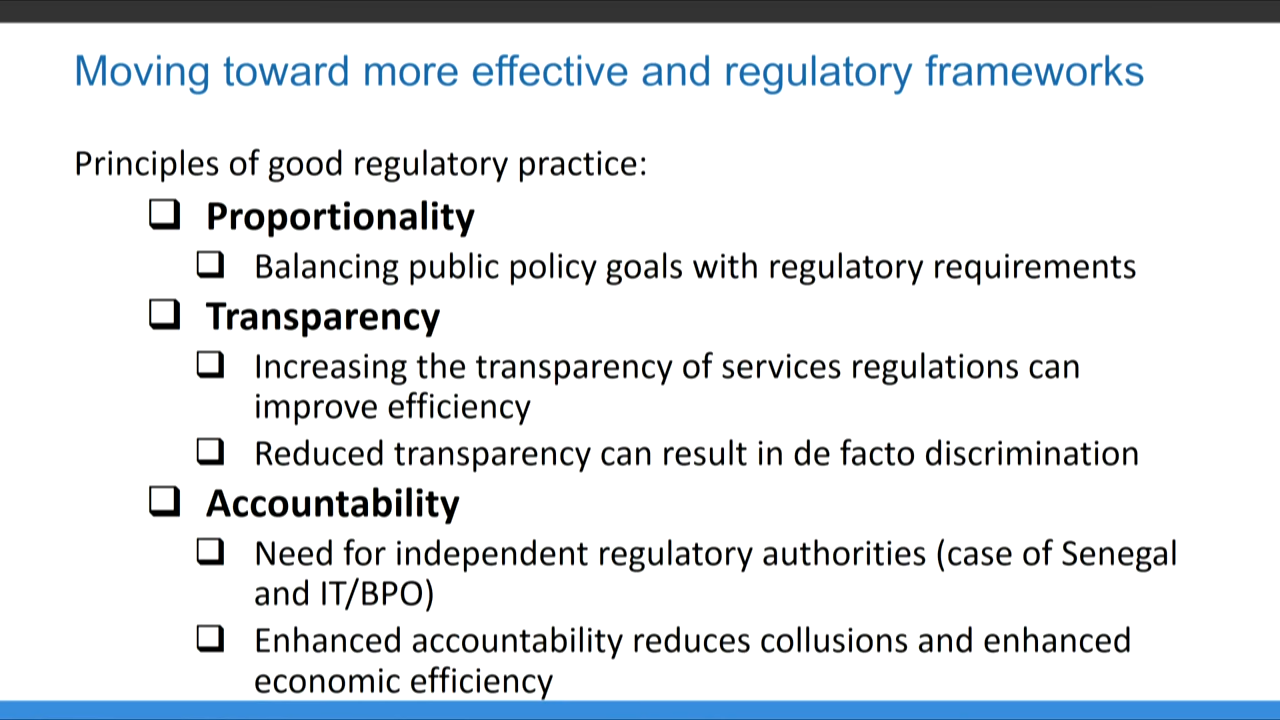 Moving toward more effective and regulatory frameworks
Principles of good regulatory practice:
Proportionality
Balancing public policy goals with regulatory requirements
Transparency
Increasing the transparency of services regulations can
improve efficiency
Reduced transparency can result in de facto discrimination
Accountability
Need for independent regulatory authorities (case of Senegal
and IT/BPO)
Enhanced accountability reduces collusions and enhanced
economic efficiency